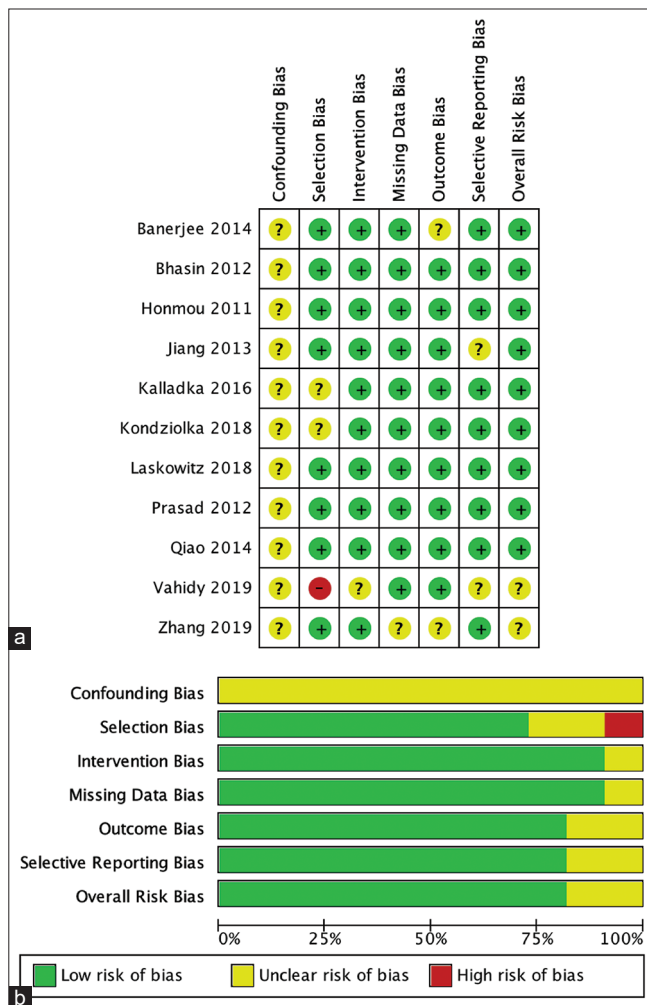 Confounding Bias
Selection Bias
Intervention Bias
Missing Data Bias
Outcome Bias
Selective Reporting Bias
Overall Risk Bias
Banerjee 2014 ? + + + ? + +
Bhasin 2012 ? + + + + + +
Honmou 2011 ? + + + + + +
Jiang 2013 ? + + + + ? +
Kalladka 2016 ? ? + + + + +
Kondziolka 2018 ? ? + + + + +
Laskowitz 2018 ? + + + + + +
Prasad 2012 ? + + + + + +
Qiao 2014 ? + + + + + +
Vahidy 2019 ? - ? + + ? ?
Zhang 2019 ? + + ? ? + ?
a
Confounding Bias
Selection Bias
Intervention Bias
Missing Data Bias
Outcome Bias
Selective Reporting Bias
Overall Risk Bias
0% 25% 50% 75% 100%
Low risk of bias Unclear risk of bias High risk of bias
b